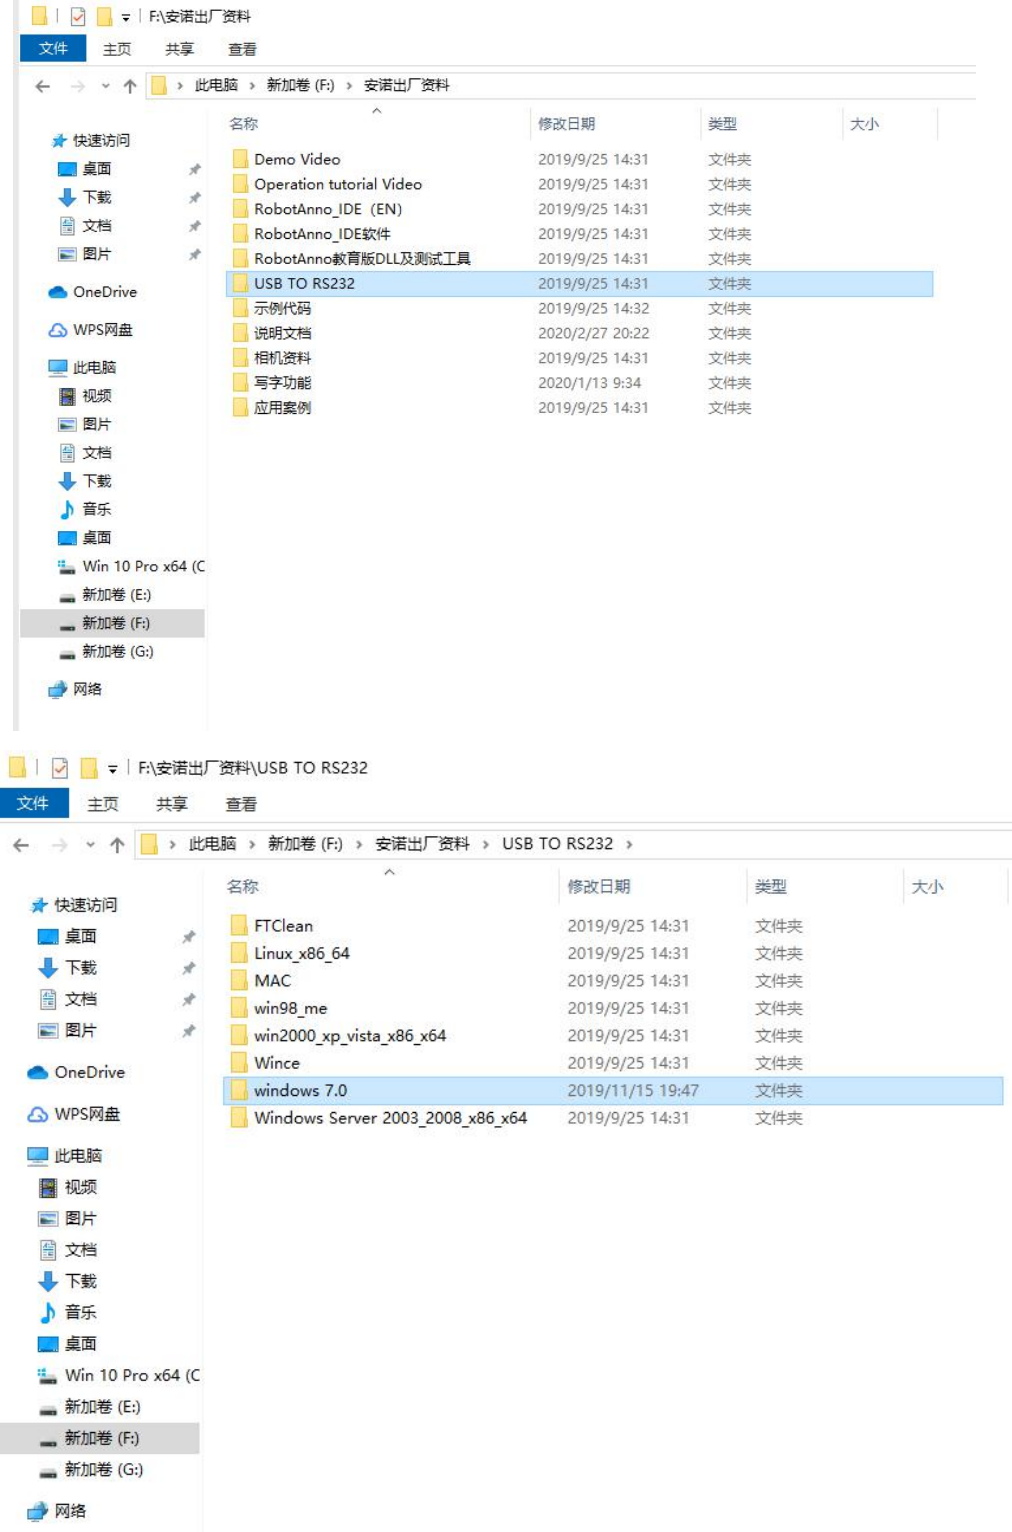 F:\安诺出厂资料
文件 主页 共享 查看
此电脑 › 新加卷 (F:) › 安诺出厂资料
名称 修改日期 类型 大小
快速访问
桌面
下载
文档
图片
OneDrive
WPS网盘
此电脑
视频
图片
文档
下载
音乐
桌面
Win 10 Pro x64 (C
新加卷 (E:)
新加卷 (F:)
新加卷 (G:)
网络
Demo Video 2019/9/25 14:31 文件夹
Operation tutorial Video 2019/9/25 14:31 文件夹
RobotAnno_IDE（EN） 2019/9/25 14:31 文件夹
RobotAnno_IDE软件 2019/9/25 14:31 文件夹
RobotAnno教育版DLL及测试工具 2019/9/25 14:31 文件夹
USB TO RS232 2019/9/25 14:31 文件夹
示例代码 2019/9/25 14:32 文件夹
说明文档 2020/2/27 20:22 文件夹
相机资料 2019/9/25 14:31 文件夹
写字功能 2020/1/13 9:34 文件夹
应用案例 2019/9/25 14:31 文件夹
F:\安诺出厂资料\USB TO RS232
文件 主页 共享 查看
此电脑 › 新加卷 (F:) › 安诺出厂资料 › USB TO RS232 ›
名称 修改日期 类型 大小
快速访问
桌面
下载
文档
图片
OneDrive
WPS网盘
此电脑
视频
图片
文档
下载
音乐
桌面
Win 10 Pro x64 (C
新加卷 (E:)
新加卷 (F:)
新加卷 (G:)
网络
FTClean 2019/9/25 14:31 文件夹
Linux_x86_64 2019/9/25 14:31 文件夹
MAC 2019/9/25 14:31 文件夹
win98_me 2019/9/25 14:31 文件夹
win2000_xp_vista_x86_x64 2019/9/25 14:31 文件夹
Wince 2019/9/25 14:31 文件夹
windows 7.0 2019/11/15 19:47 文件夹
Windows Server 2003_2008_x86_x64 2019/9/25 14:31 文件夹